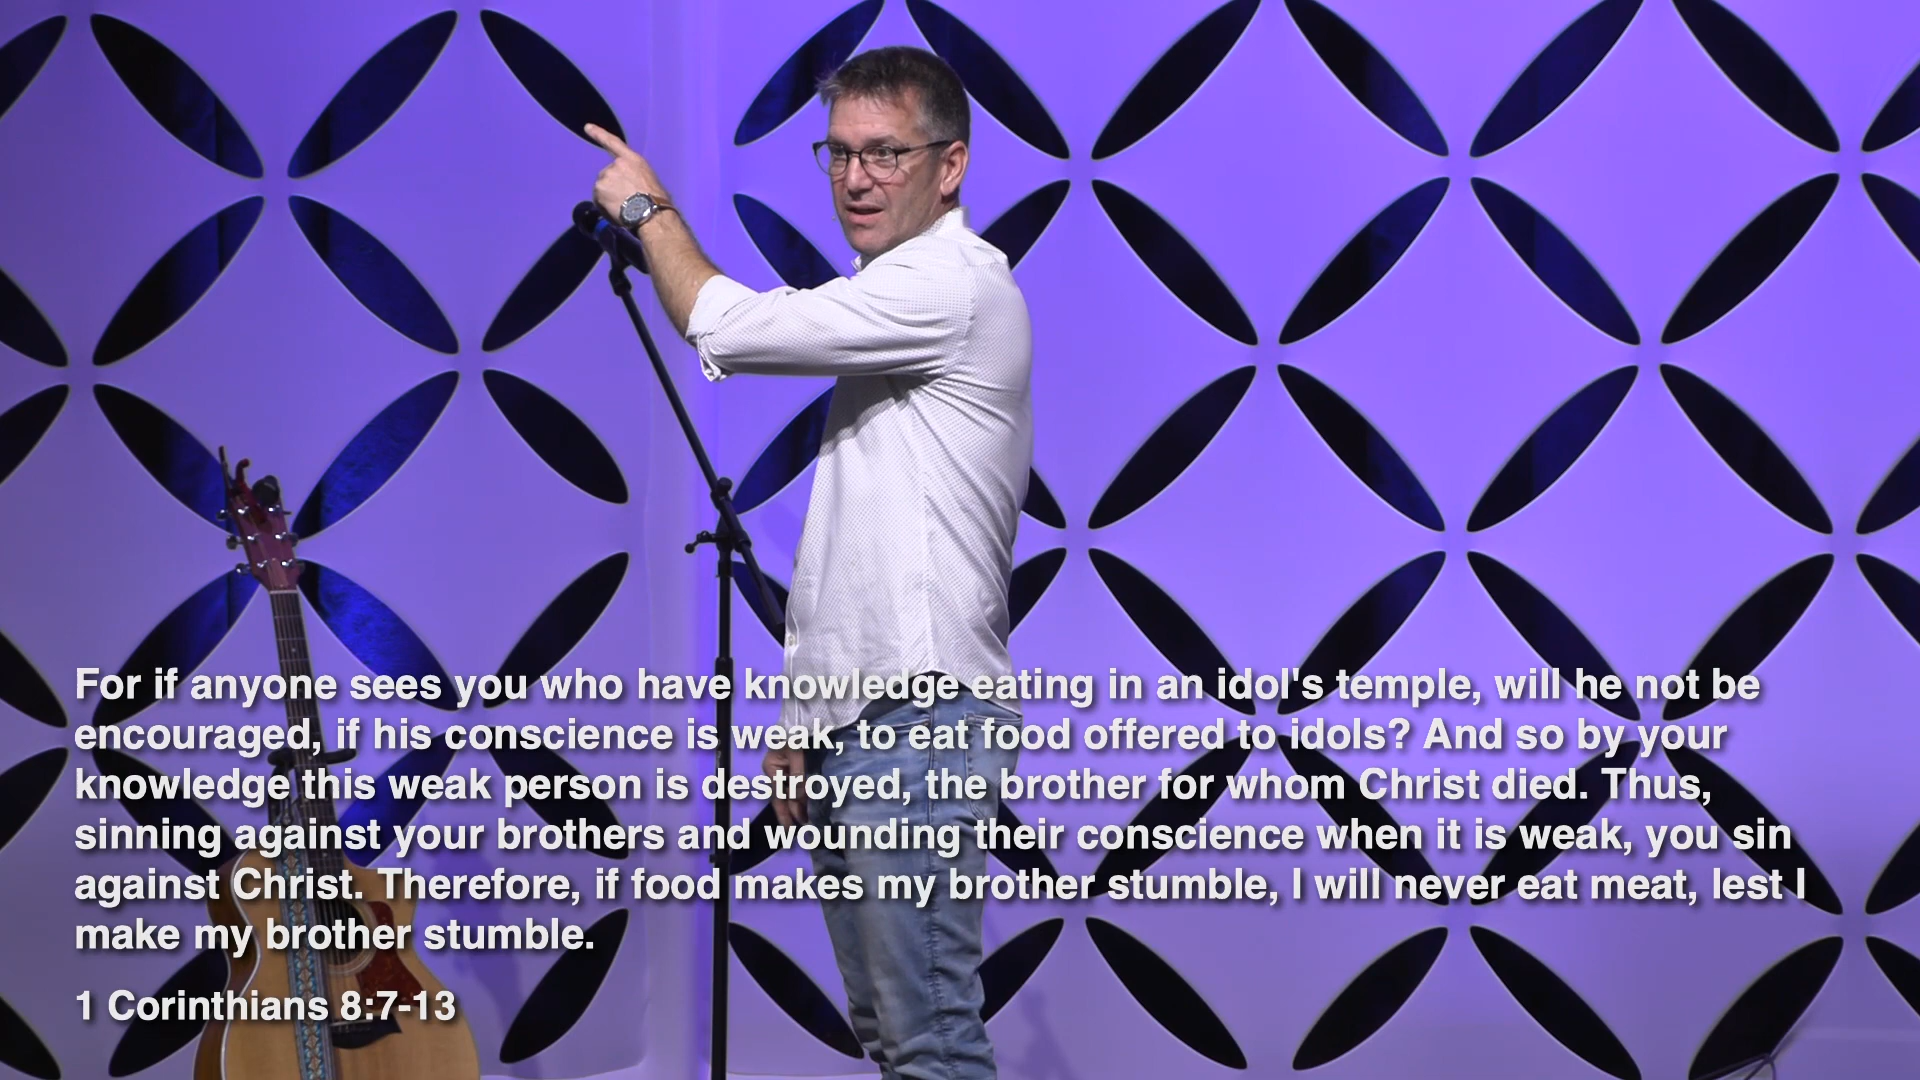 For if anyone sees you who have knowledge eating in an idol's temple, will he not be
encouraged, if his conscience is weak, to eat food offered to idols? And so by your
knowledge this weak person is destroyed, the brother for whom Christ died. Thus,
sinning against your brothers and wounding their conscience when it is weak, you sin
against Christ. Therefore, if food makes my brother stumble, I will never eat meat, lest I
make my brother stumble.
1 Corinthians 8:7-13